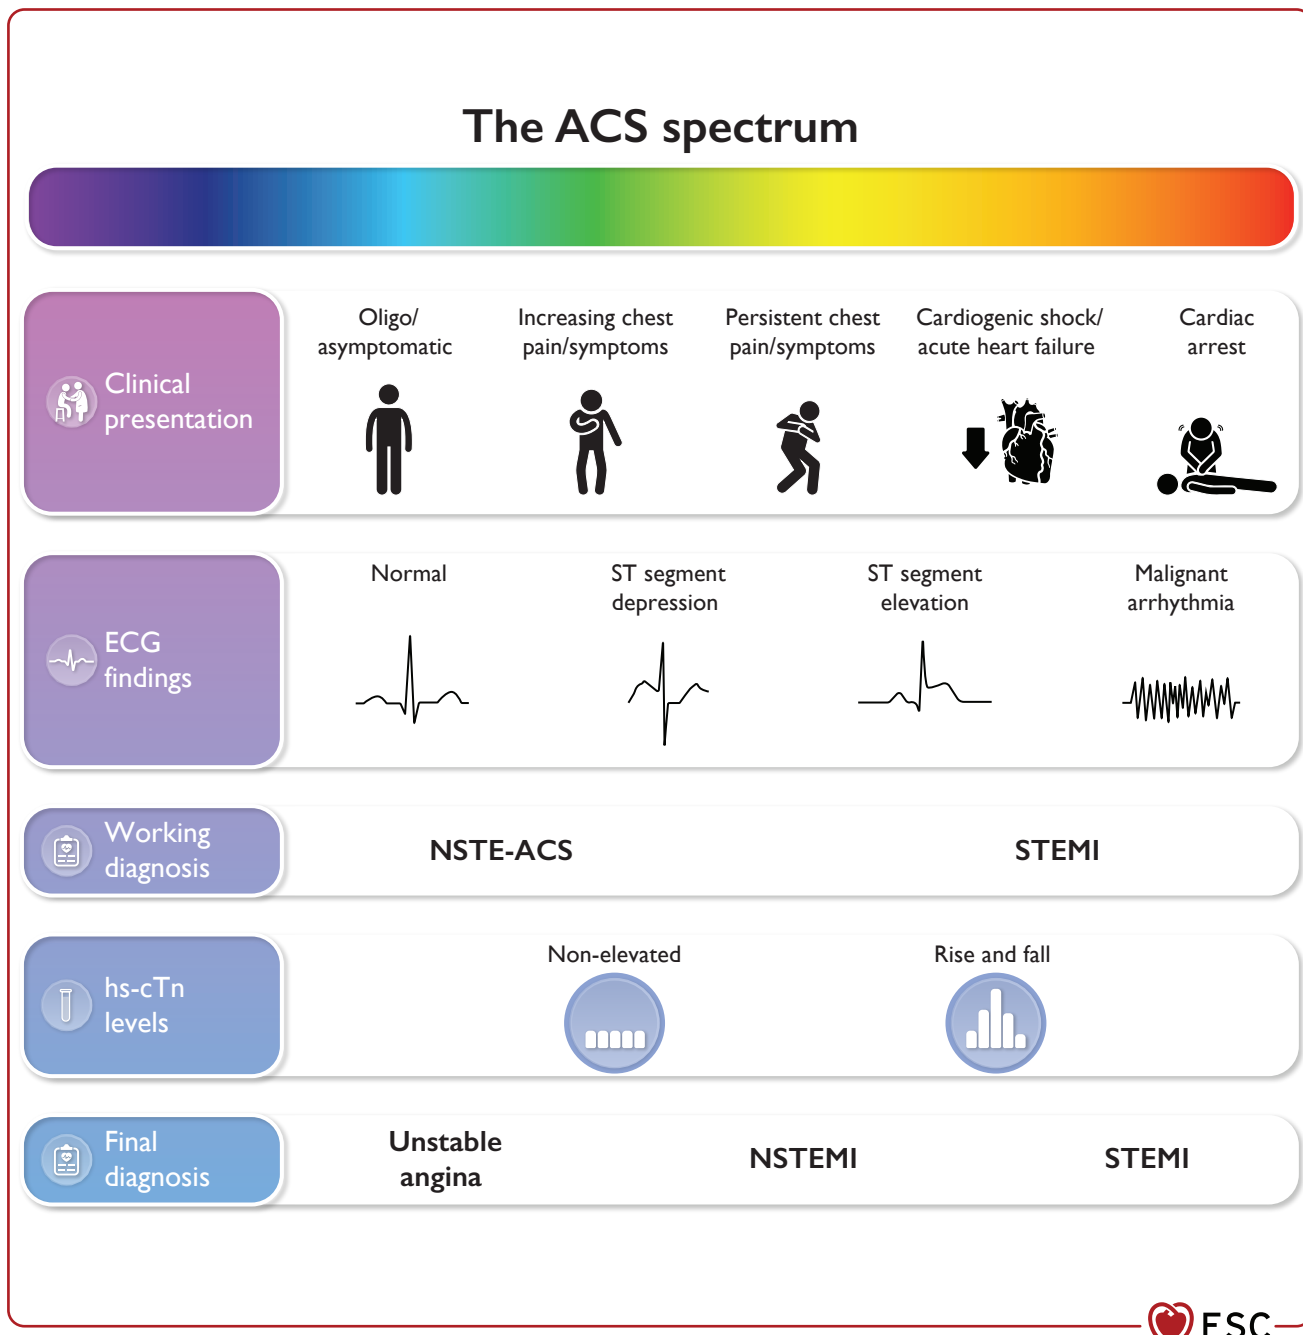 The ACS spectrum
Clinical
presentation
Oligo/
asymptomatic
Increasing chest
pain/symptoms
Persistent chest
pain/symptoms
Cardiogenic shock/
acute heart failure
Cardiac
arrest
ECG
findings
Normal
ST segment
depression
ST segment
elevation
Malignant
arrhythmia
Working
diagnosis
NSTE-ACS
STEMI
hs-cTn
levels
Non-elevated
Rise and fall
Final
diagnosis
Unstable
angina
NSTEMI
STEMI
ESC